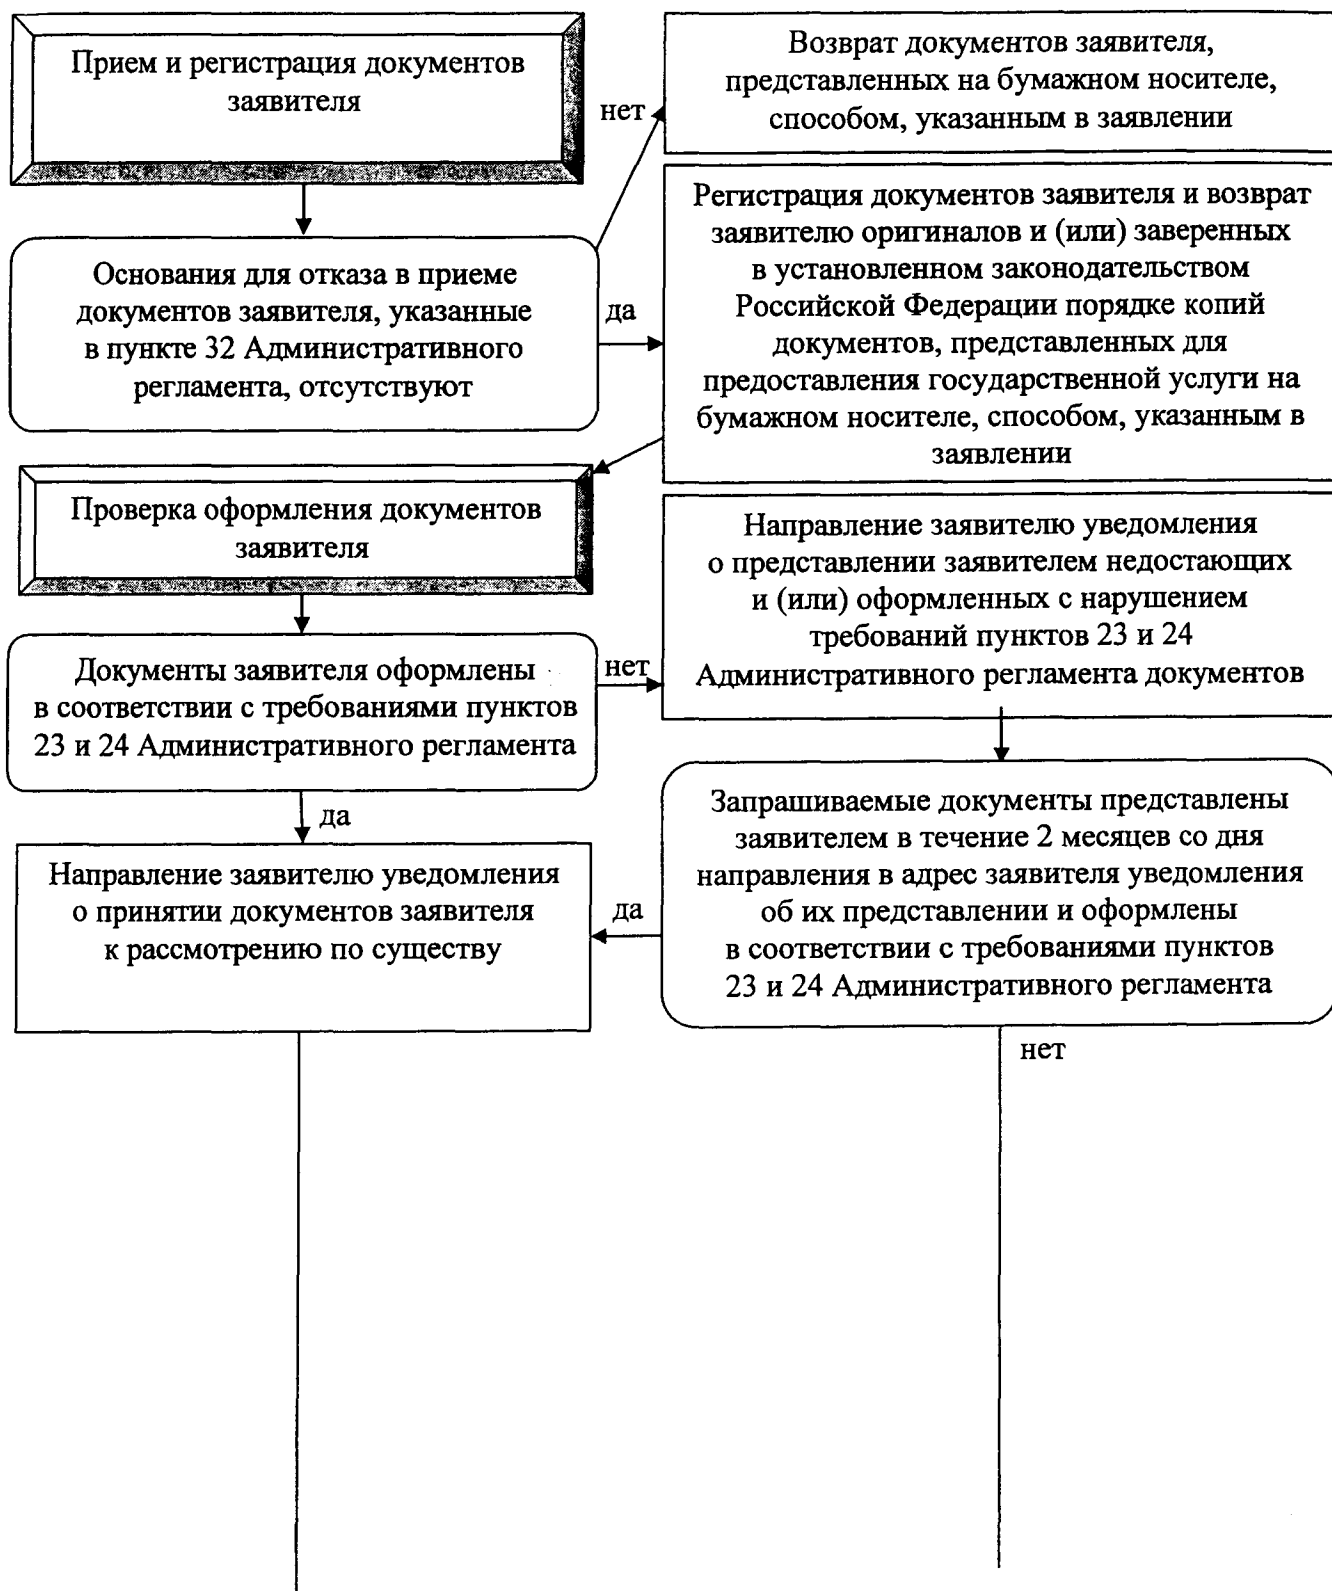 Прием и регистрация документов
заявителя
нет
Возврат документов заявителя,
представленных на бумажном носителе,
способом, указанным в заявлении
Основания для отказа в приеме
документов заявителя, указанные
в пункте 32 Административного
регламента, отсутствуют
да
Регистрация документов заявителя и возврат
заявителю оригиналов и (или) заверенных
в установленном законодательством
Российской Федерации порядке копий
документов, представленных для
предоставления государственной услуги на
бумажном носителе, способом, указанным в
заявлении
Проверка оформления документов
заявителя
Документы заявителя оформлены
в соответствии с требованиями пунктов
23 и 24 Административного регламента
нет
Направление заявителю уведомления
о представлении заявителем недостающих
и (или) оформленных с нарушением
требований пунктов 23 и 24
Административного регламента документов
да
Запрашиваемые документы представлены
заявителем в течение 2 месяцев со дня
направления в адрес заявителя уведомления
об их представлении и оформлены
в соответствии с требованиями пунктов
23 и 24 Административного регламента
да
Направление заявителю уведомления
о принятии документов заявителя
к рассмотрению по существу
нет